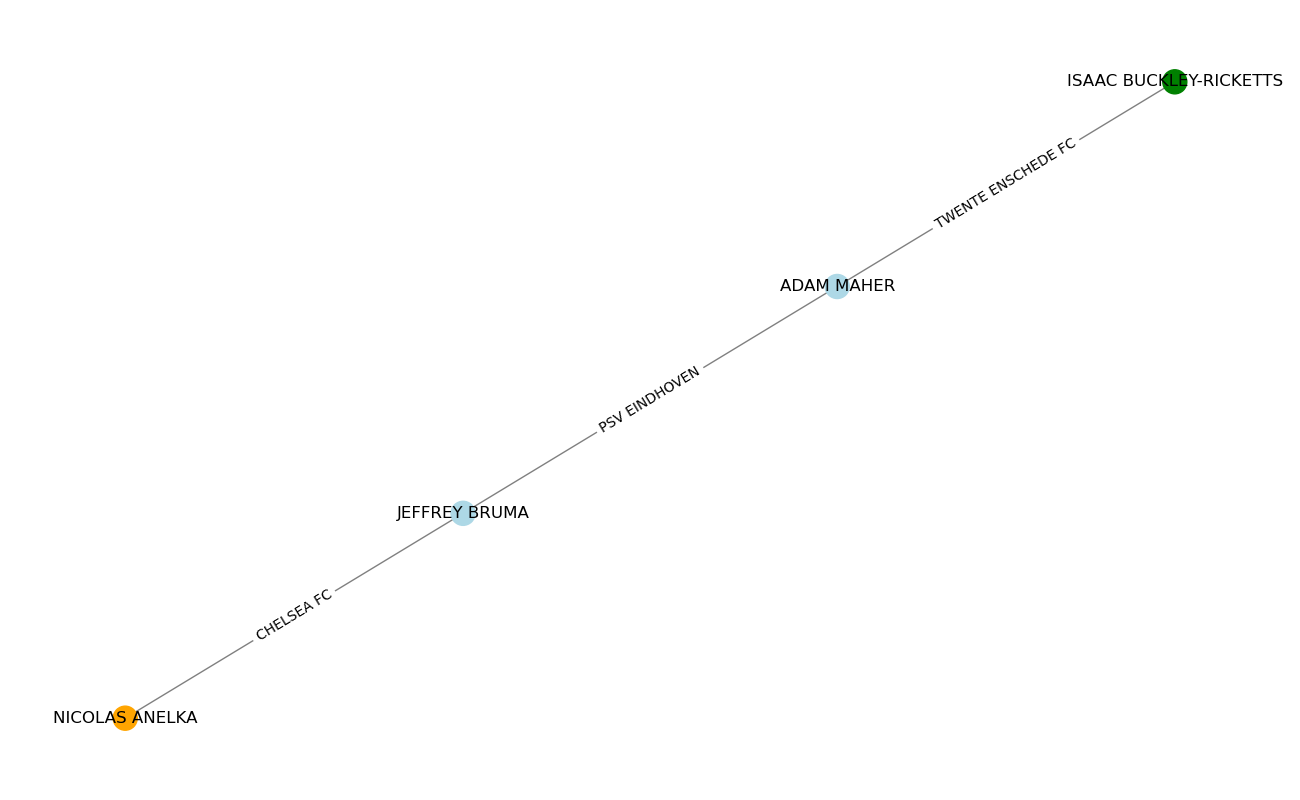 ISAAC BUCKLEY-RICKETTS
TWENTE ENSCHEDE FC
ADAM MAHER
PSV EINDHOVEN
JEFFREY BRUMA
CHELSEA FC
NICOLAS ANELKA